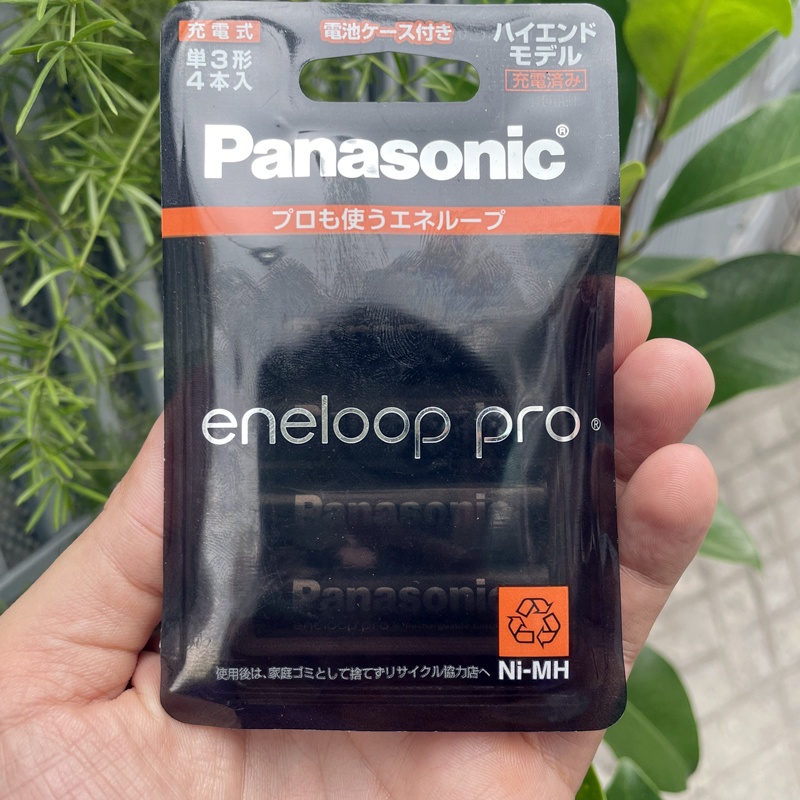 充電式
単3形
4本入
電池ケース付き
ハイエンド
モデル
充電済み
Panasonic®
プロも使うエネループ
eneloop pro®
Panasonic
Panasonic
eneloop pro
Ni-MH
使用後は、家庭ゴミとして捨てずリサイクル協力店へ